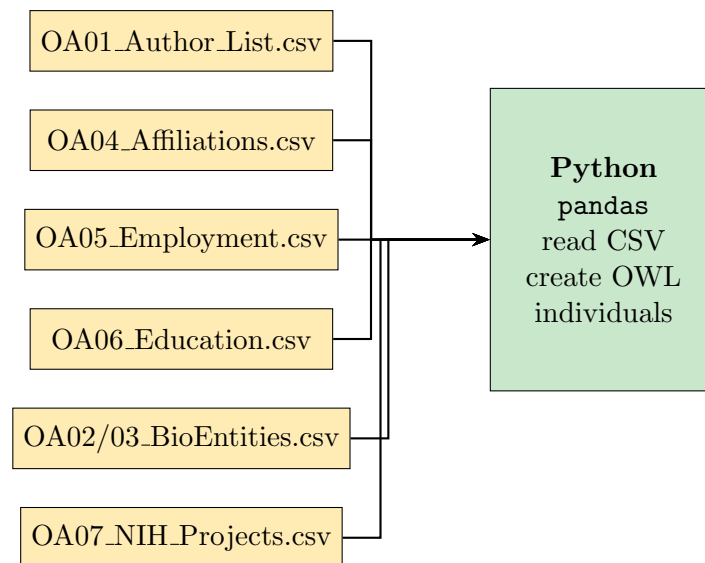 OA01_Author_List.csv
OA04_Affiliations.csv
OA05_Employment.csv
OA06_Education.csv
OA02/03_BioEntities.csv
OA07_NIH_Projects.csv
Python
pandas
read CSV
create OWL
individuals